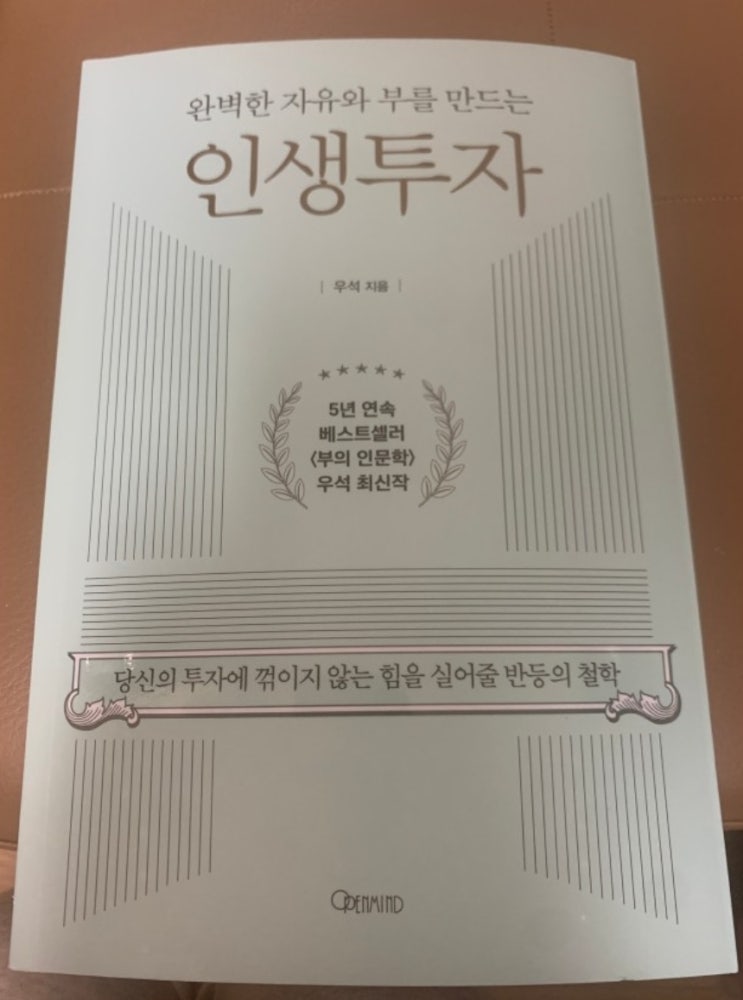 완벽한 자유와 부를 만드는
인생투자
| 우석 지음 |
5년 연속
베스트셀러
〈부의 인문학〉
우석 최신작
당신의 투자에 꺾이지 않는 힘을 실어줄 반등의 철학
OPENMIND